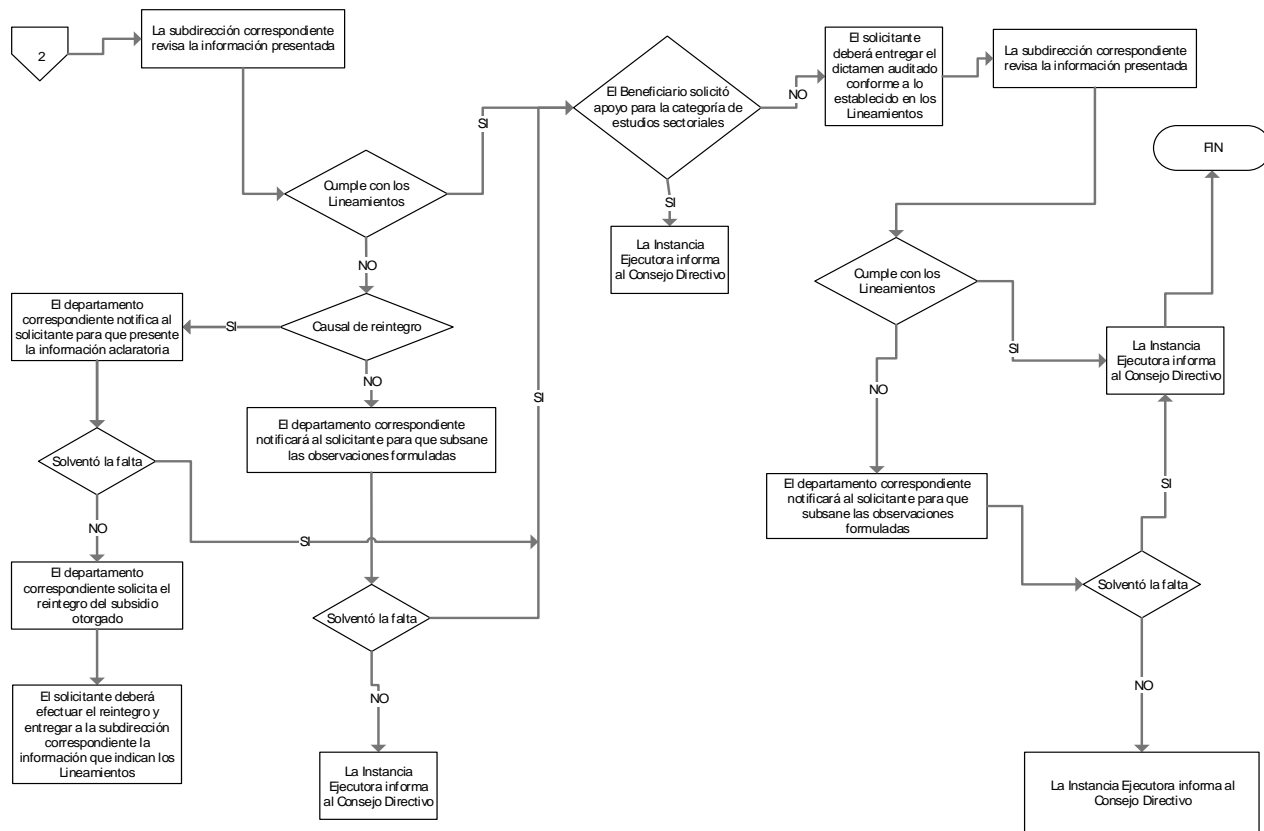 2
La subdirección correspondiente
revisa la información presentada
Cumple con los
Lineamientos
SI
NO
Causal de reintegro
SI
El departamento
correspondiente notifica al
solicitante para que presente
la información aclaratoria
NO
El departamento correspondiente
notificará al solicitante para que subsane
las observaciones formuladas
Solventó la falta
SI
NO
El departamento
correspondiente solicita el
reintegro del subsidio
otorgado
El solicitante deberá
efectuar el reintegro y
entregar a la subdirección
correspondiente la
información que indican los
Lineamientos
Solventó la falta
SI
NO
La Instancia
Ejecutora informa
al Consejo Directivo
El Beneficiario solicitó
apoyo para la categoría de
estudios sectoriales
SI
La Instancia
Ejecutora informa
al Consejo Directivo
NO
El solicitante
deberá entregar el
dictamen auditado
conforme a lo
establecido en los
Lineamientos
La subdirección correspondiente
revisa la información presentada
Cumple con los
Lineamientos
SI
NO
El departamento correspondiente
notificará al solicitante para que
subsane las observaciones
formuladas
Solventó la falta
SI
La Instancia
Ejecutora informa
al Consejo Directivo
FIN
NO
La Instancia Ejecutora informa al
Consejo Directivo